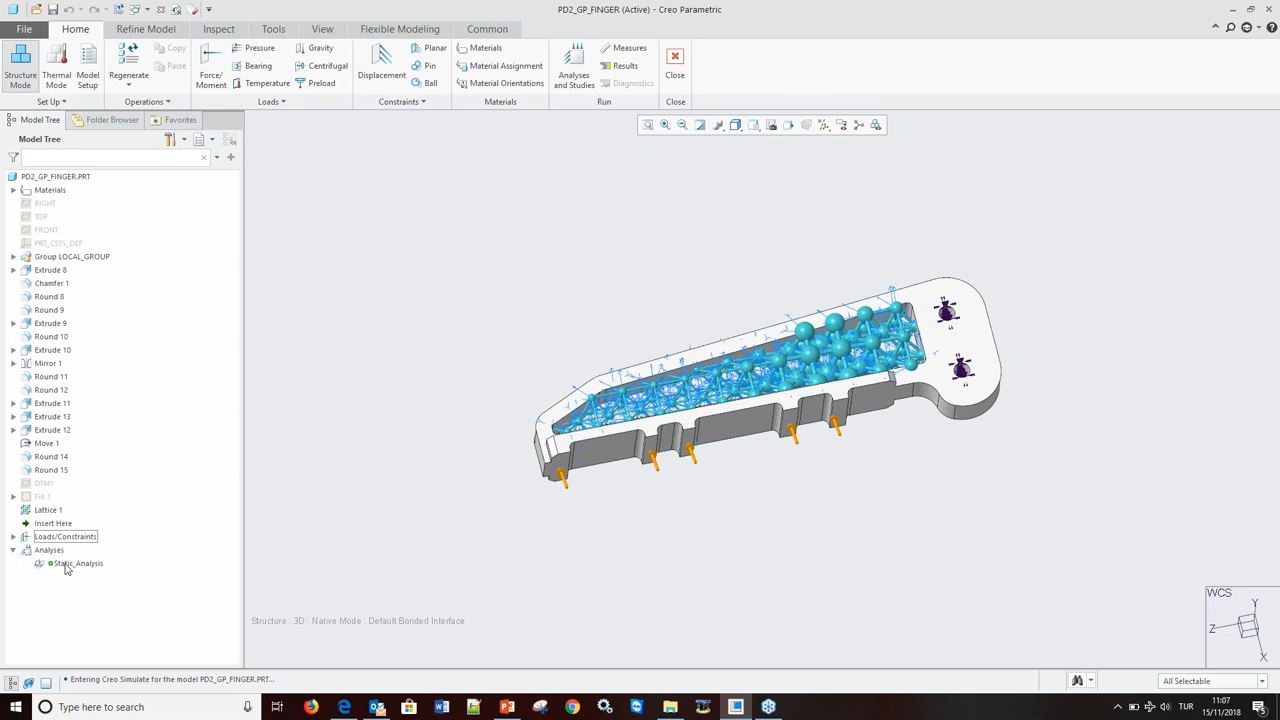 PD2_GP_FINGER (Active) - Creo Parametric
File Home Refine Model Inspect Tools View Flexible Modeling Common
Structure Mode
Thermal Mode
Model Setup
Set Up
Regenerate
Copy
Paste
Operations
Force/Moment
Pressure
Bearing
Temperature
Gravity
Centrifugal
Preload
Loads
Displacement
Planar
Pin
Ball
Constraints
Materials
Material Assignment
Material Orientations
Materials
Analyses and Studies
Measures
Results
Diagnostics
Run
Close
Close
Model Tree Folder Browser Favorites
Model Tree
PD2_GP_FINGER.PRT
Materials
RIGHT
TOP
FRONT
PRT_CSYS_DEF
Group LOCAL_GROUP
Extrude 8
Chamfer 1
Round 8
Round 9
Extrude 9
Round 10
Extrude 10
Mirror 1
Round 11
Round 12
Extrude 11
Extrude 13
Extrude 12
Move 1
Round 14
Round 15
DTM1
Fill 1
Lattice 1
Insert Here
Loads/Constraints
Analyses
Static_Analysis
Structure : 3D : Native Mode : Default Bonded Interface
WCS
Y
Z
X
• Entering Creo Simulate for the model PD2_GP_FINGER.PRT...
All Selectable
Type here to search
TUR
11:07
15/11/2018